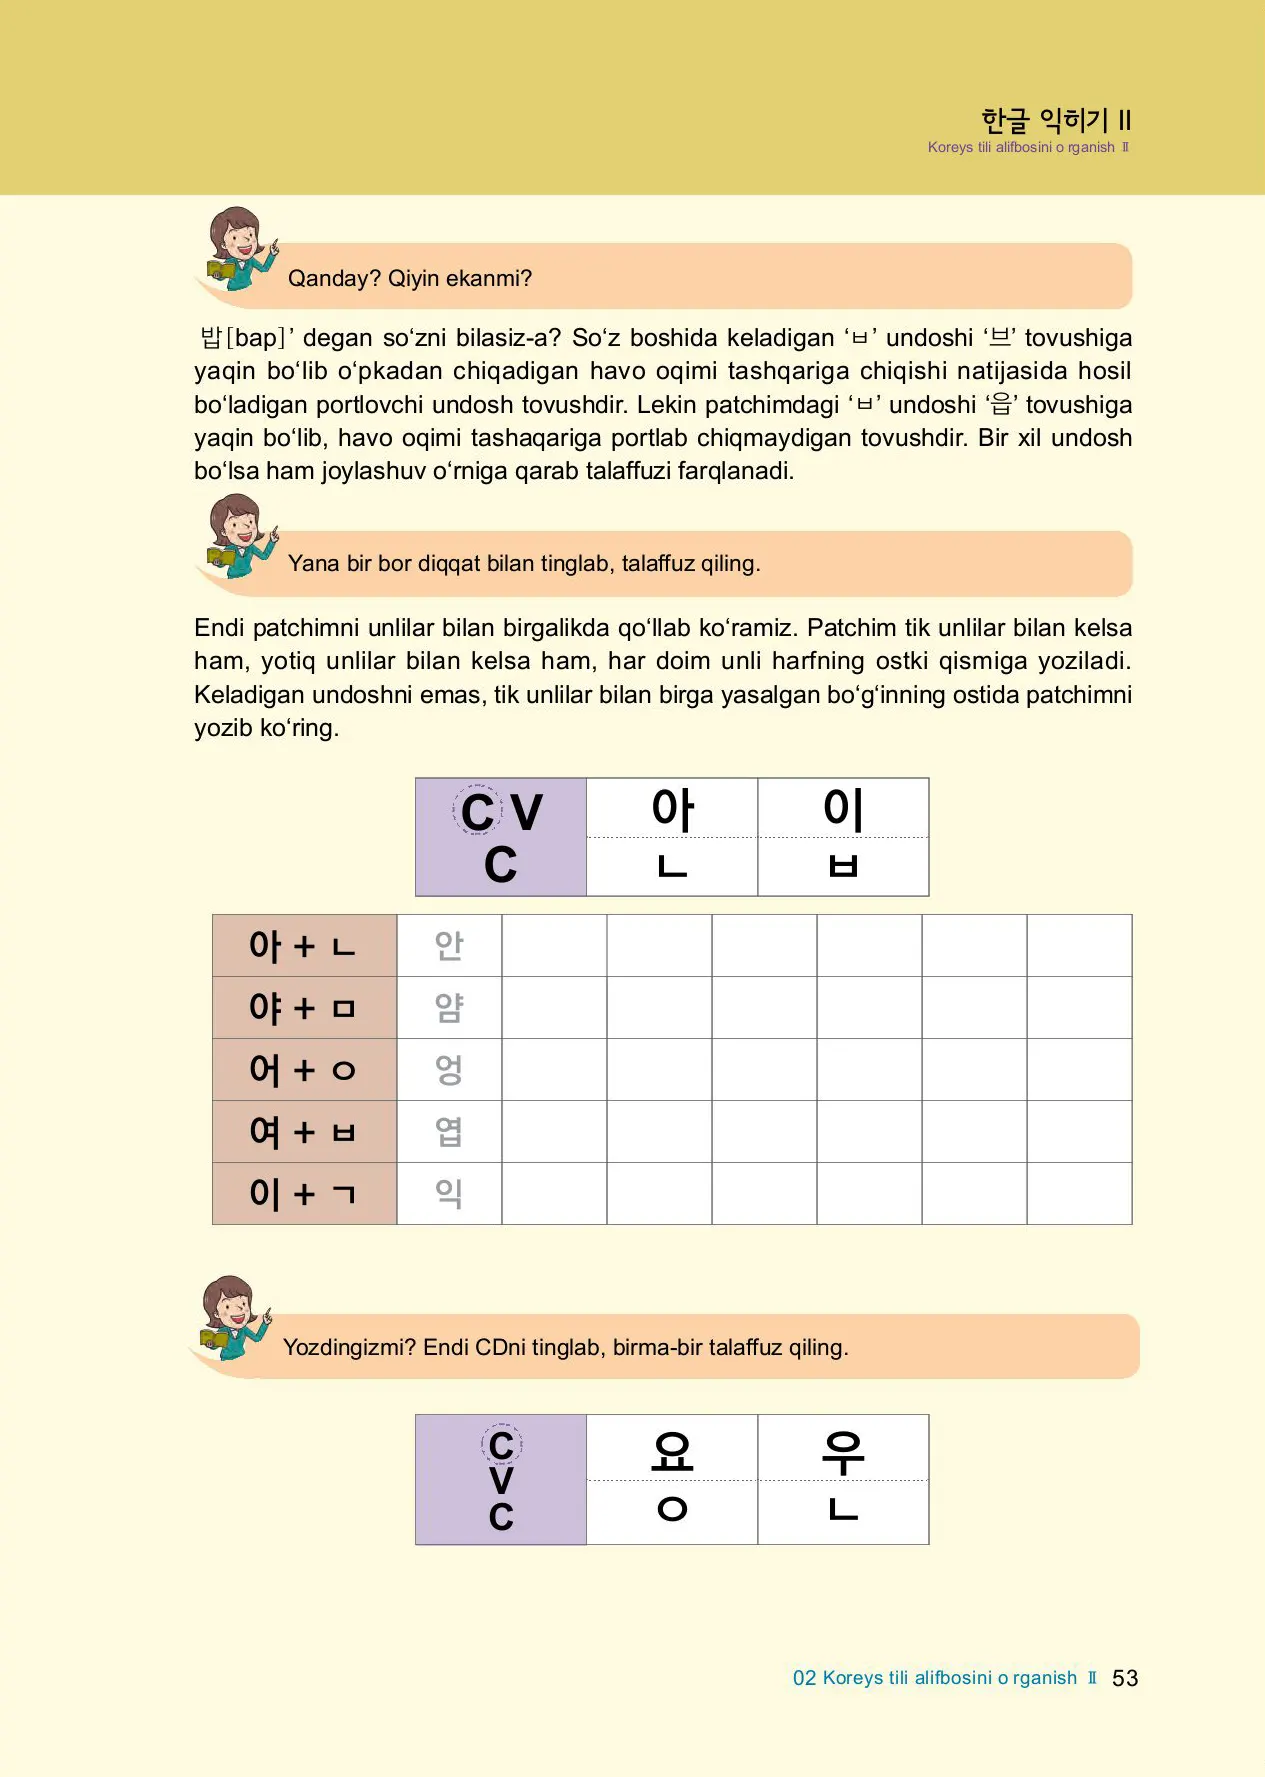 한글 익히기 II
Koreys tili alifbosini o rganish Ⅱ
Qanday? Qiyin ekanmi?
밥[bap]’ degan so‘zni bilasiz-a? So‘z boshida keladigan ‘ㅂ’ undoshi ‘브’ tovushiga
yaqin bo‘lib o‘pkadan chiqadigan havo oqimi tashqariga chiqishi natijasida hosil
bo‘ladigan portlovchi undosh tovushdir. Lekin patchimdagi ‘ㅂ’ undoshi ‘읍’ tovushiga
yaqin bo‘lib, havo oqimi tashaqariga portlab chiqmaydigan tovushdir. Bir xil undosh
bo‘lsa ham joylashuv o‘rniga qarab talaffuzi farqlanadi.
Yana bir bor diqqat bilan tinglab, talaffuz qiling.
Endi patchimni unlilar bilan birgalikda qo‘llab ko‘ramiz. Patchim tik unlilar bilan kelsa
ham, yotiq unlilar bilan kelsa ham, har doim unli harfning ostki qismiga yoziladi.
Keladigan undoshni emas, tik unlilar bilan birga yasalgan bo‘g‘inning ostida patchimni
yozib ko‘ring.
C V 아 이
C ㄴ ㅂ
아 + ㄴ 안
야 + ㅁ 얌
어 + ㅇ 엉
여 + ㅂ 엽
이 + ㄱ 익
Yozdingizmi? Endi CDni tinglab, birma-bir talaffuz qiling.
C 요 우
V
C ㅇ ㄴ
02 Koreys tili alifbosini o rganish Ⅱ 53